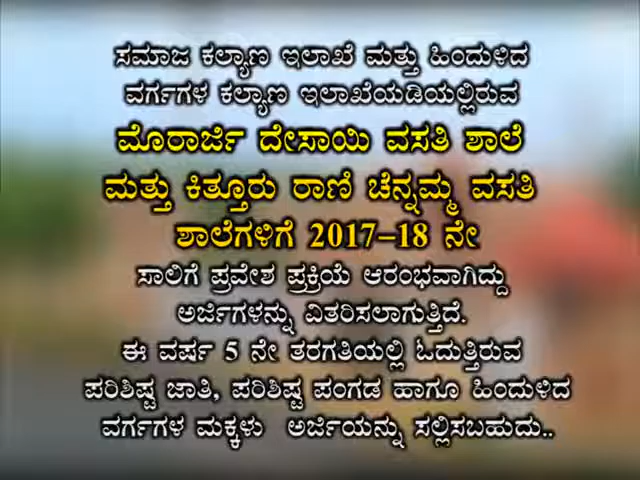 ಸಮಾಜ ಕಲ್ಯಾಣ ಇಲಾಖೆ ಮತ್ತು ಹಿಂದುಳಿದ
ವರ್ಗಗಳ ಕಲ್ಯಾಣ ಇಲಾಖೆಯಡಿಯಲ್ಲಿರುವ
ಮೊರಾರ್ಜಿ ದೇಸಾಯಿ ವಸತಿ ಶಾಲೆ
ಮತ್ತು ಕಿತ್ತೂರು ರಾಣಿ ಚೆನ್ನಮ್ಮ ವಸತಿ
ಶಾಲೆಗಳಿಗೆ 2017-18 ನೇ
ಸಾಲಿಗೆ ಪ್ರವೇಶ ಪ್ರಕ್ರಿಯೆ ಆರಂಭವಾಗಿದ್ದು
ಅರ್ಜಿಗಳನ್ನು ವಿತರಿಸಲಾಗುತ್ತಿದೆ.
ಈ ವರ್ಷ 5 ನೇ ತರಗತಿಯಲ್ಲಿ ಓದುತ್ತಿರುವ
ಪರಿಶಿಷ್ಟ ಜಾತಿ, ಪರಿಶಿಷ್ಟ ಪಂಗಡ ಹಾಗೂ ಹಿಂದುಳಿದ
ವರ್ಗಗಳ ಮಕ್ಕಳು ಅರ್ಜಿಯನ್ನು ಸಲ್ಲಿಸಬಹುದು..